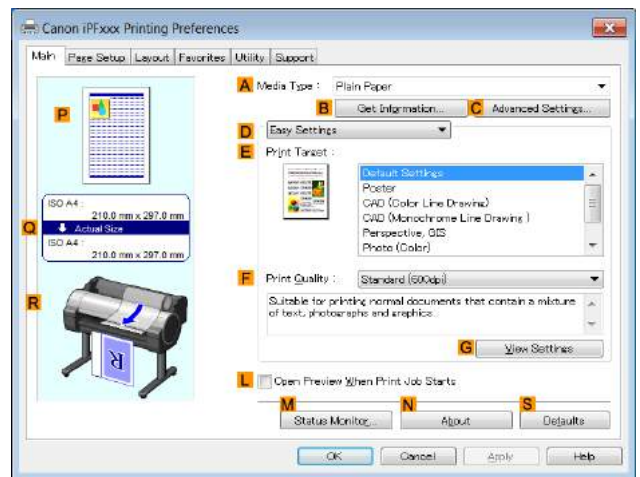 Canon iPFxxx Printing Preferences
Main Page Setup Layout Favorites Utility Support
A Media Type : Plain Paper
B Get Information... C Advanced Settings...
D Easy Settings
E Print Target :
Default Settings
Poster
CAD (Color Line Drawing)
CAD (Monochrome Line Drawing )
Perspective, GIS
Photo (Color)
P
ISO A4 :
210.0 mm x 297.0 mm
Q Actual Size
ISO A4 :
210.0 mm x 297.0 mm
R
R
F Print Quality : Standard (600dpi)
Suitable for printing normal documents that contain a mixture
of text, photographs and graphics.
G View Settings
L Open Preview When Print Job Starts
M N S
Status Monitor... About Defaults
OK Cancel Apply Help